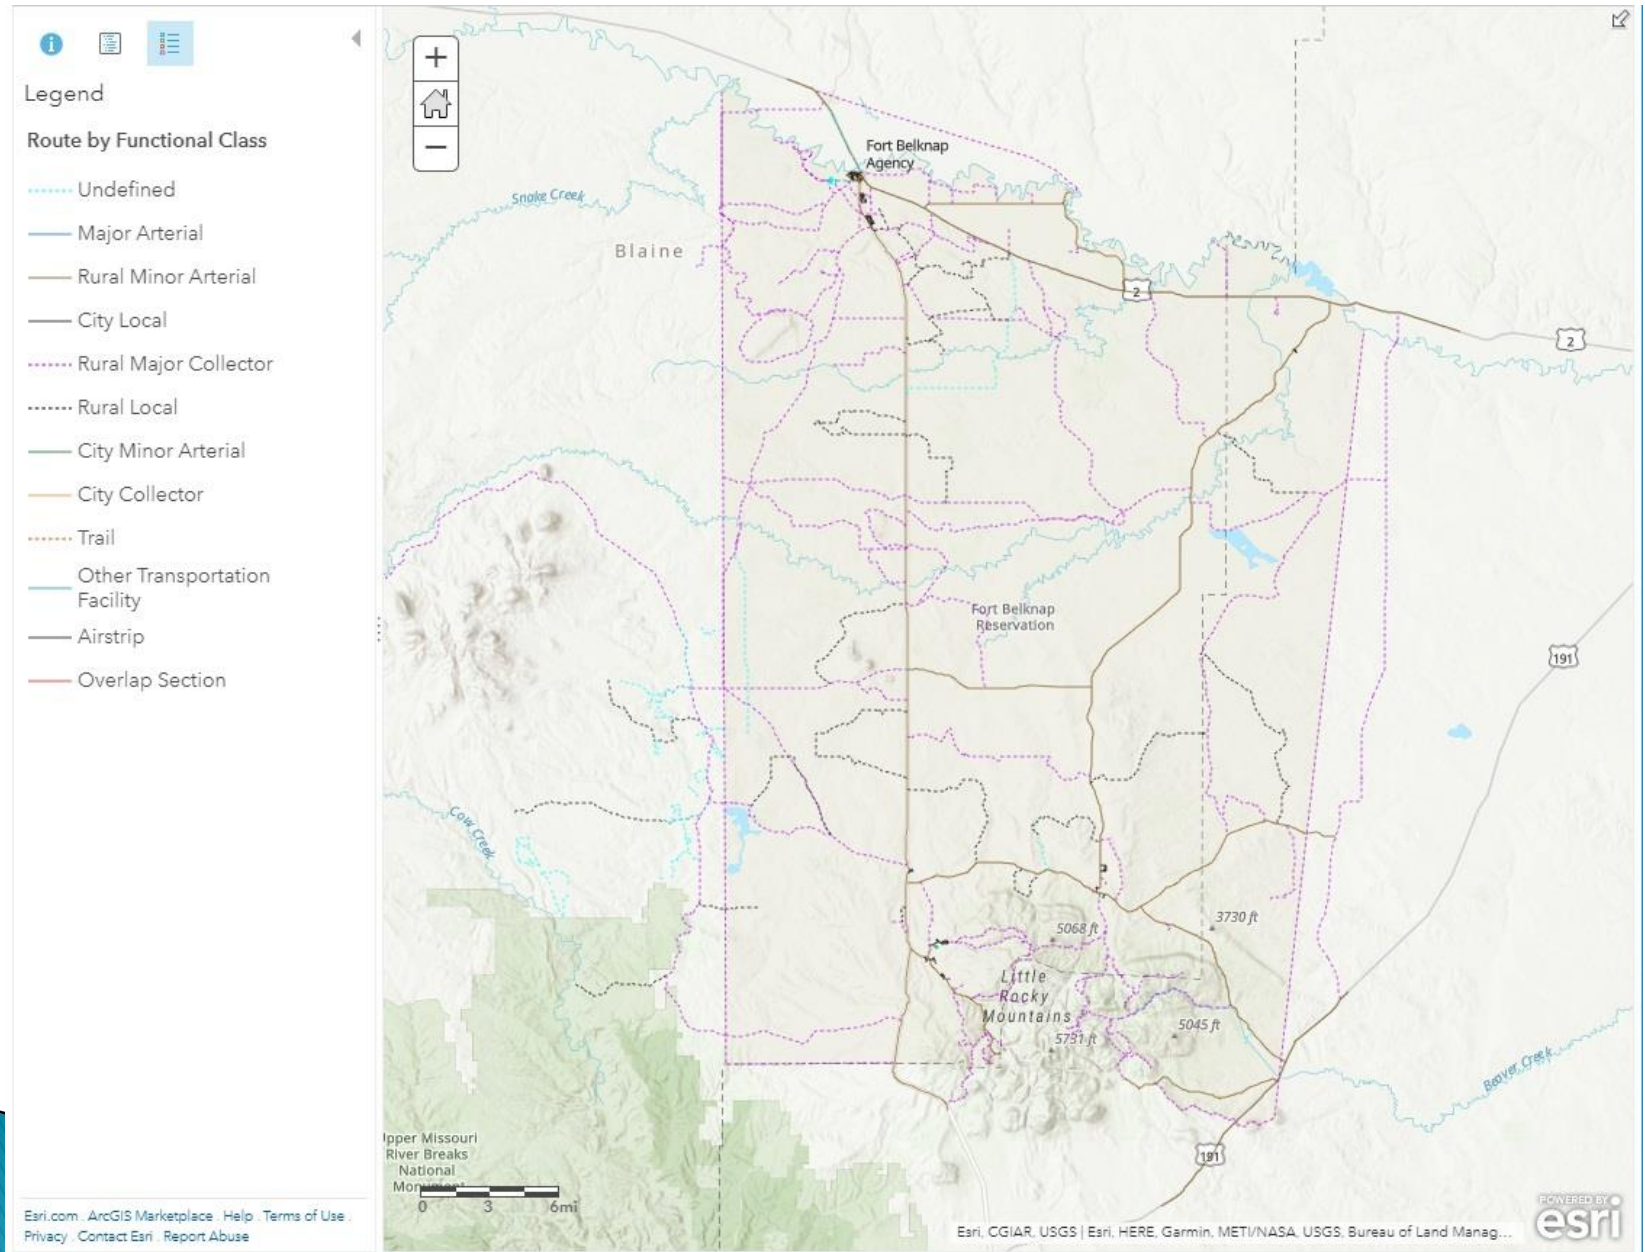 Legend
Route by Functional Class
Undefined
Major Arterial
Rural Minor Arterial
City Local
Rural Major Collector
Rural Local
City Minor Arterial
City Collector
Trail
Other Transportation
Facility
Airstrip
Overlap Section
Esri.com . ArcGIS Marketplace . Help . Terms of Use .
Privacy . Contact Esri . Report Abuse
+
−
Fort Belknap
Agency
Snake Creek
Blaine
2
2
Fort Belknap
Reservation
191
Cow Creek
3730 ft
5068 ft
Little
Rocky
Mountains
5045 ft
5731 ft
Beaver Creek
Upper Missouri
River Breaks
National
Monument
191
0 3 6mi
POWERED BY
esri
Esri, CGIAR, USGS | Esri, HERE, Garmin, METI/NASA, USGS, Bureau of Land Manag...